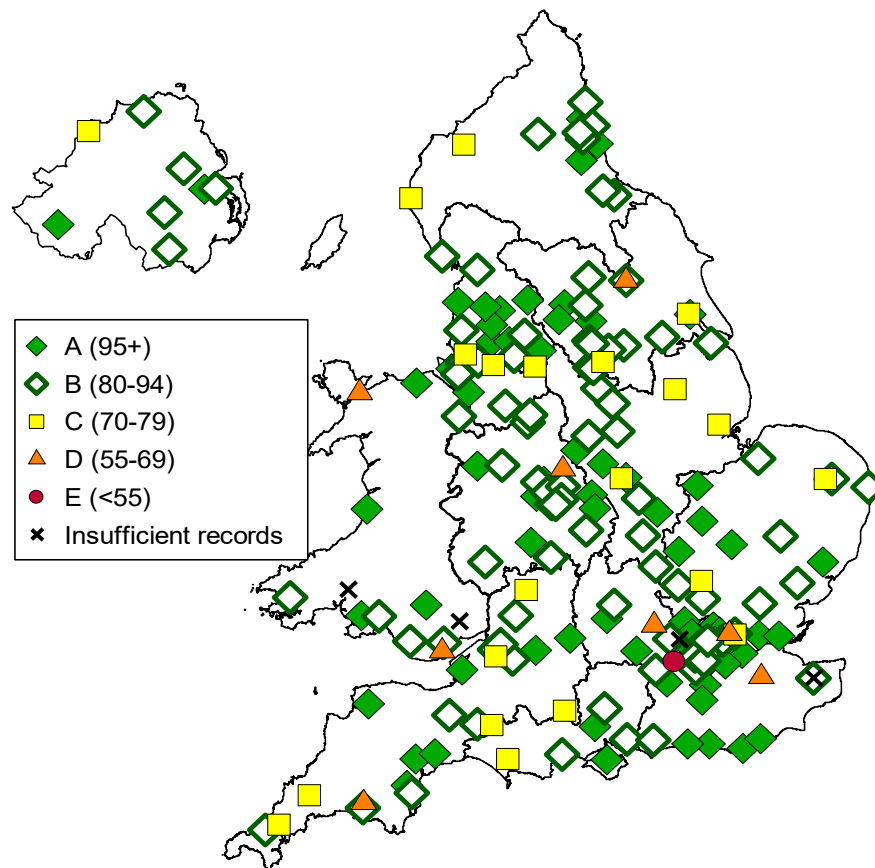 A (95+)
B (80-94)
C (70-79)
D (55-69)
E (<55)
Insufficient records